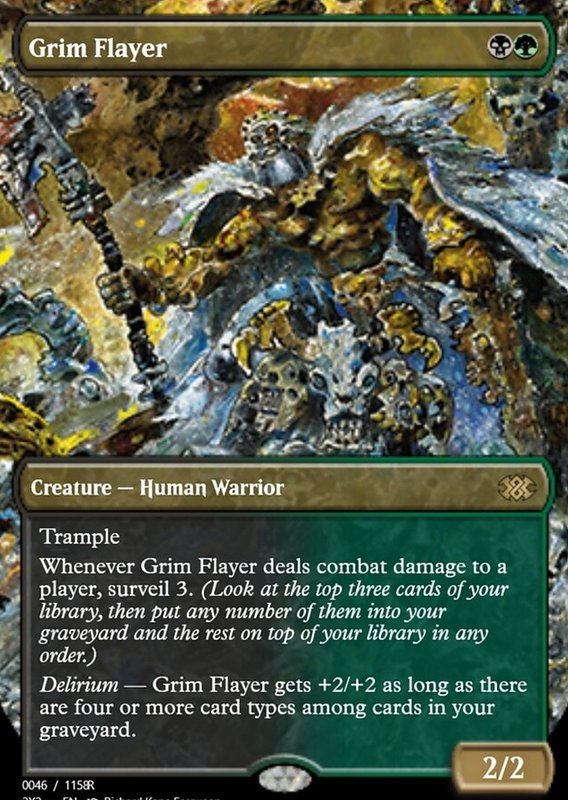 Grim Flayer
Creature — Human Warrior
Trample
Whenever Grim Flayer deals combat damage to a
player, surveil 3. (Look at the top three cards of your
library, then put any number of them into your
graveyard and the rest on top of your library in any
order.)
Delirium — Grim Flayer gets +2/+2 as long as there
are four or more card types among cards in your
graveyard.
2/2
0046 / 1158R